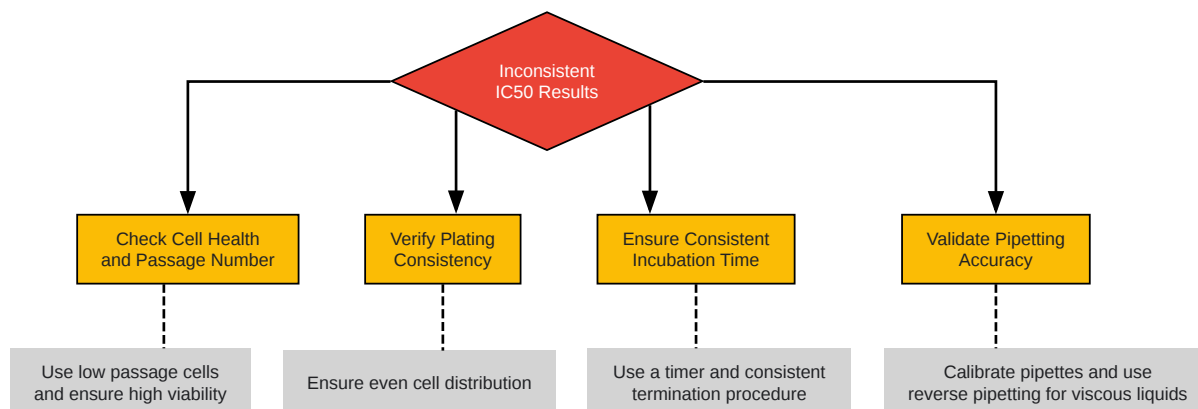 Inconsistent
IC50 Results
Check Cell Health
and Passage Number
Verify Plating
Consistency
Ensure Consistent
Incubation Time
Validate Pipetting
Accuracy
Use low passage cells
and ensure high viability
Ensure even cell distribution
Use a timer and consistent
termination procedure
Calibrate pipettes and use
reverse pipetting for viscous liquids